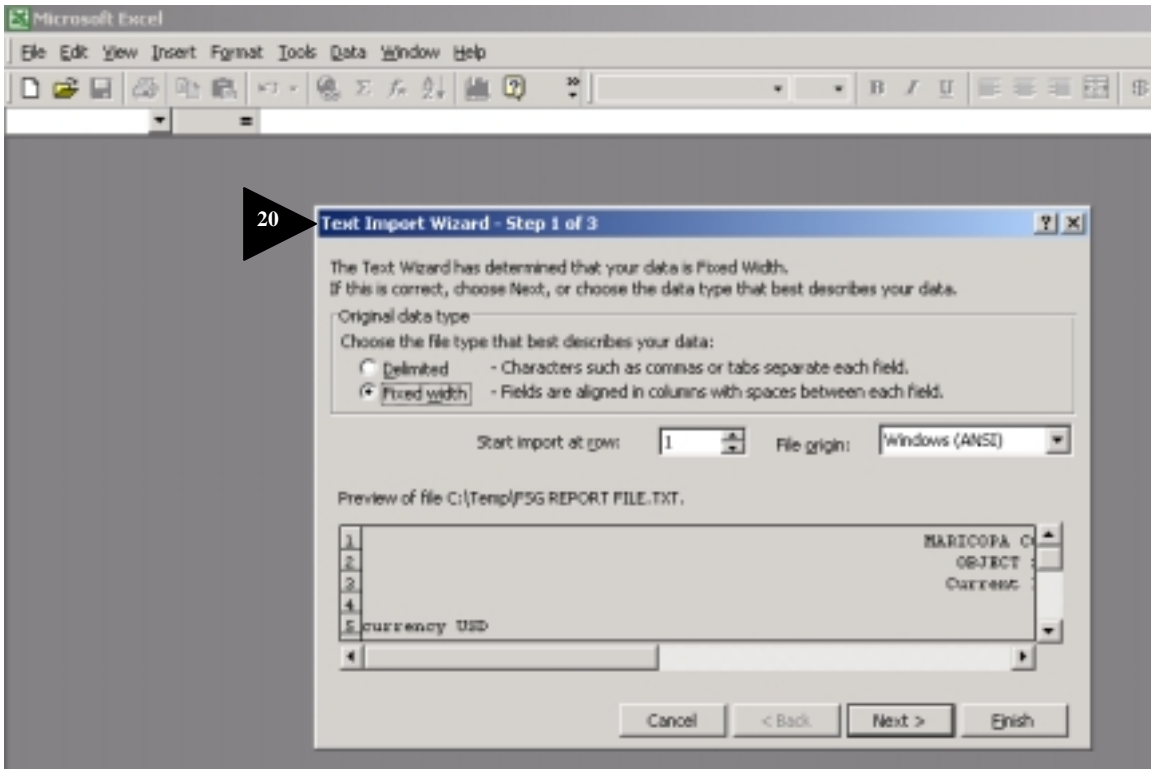 Microsoft Excel
File Edit View Insert Format Tools Data Window Help
B I U
=
20
Text Import Wizard - Step 1 of 3
The Text Wizard has determined that your data is Fixed Width.
If this is correct, choose Next, or choose the data type that best describes your data.
Original data type
Choose the file type that best describes your data:
Delimited - Characters such as commas or tabs separate each field.
Fixed width - Fields are aligned in columns with spaces between each field.
Start import at row: 1 File origin: Windows (ANSI)
Preview of file C:\Temp\FSG REPORT FILE.TXT.
1 MARICOPA
2 OBJECT
3 Current
4
5 currency USD
Cancel < Back Next > Finish